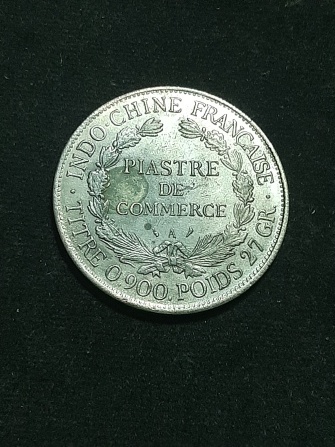 INDO CHINE FRANÇAISE
PIASTRE
DE
COMMERCE
A
TITRE 0,900. POIDS 27 GR.